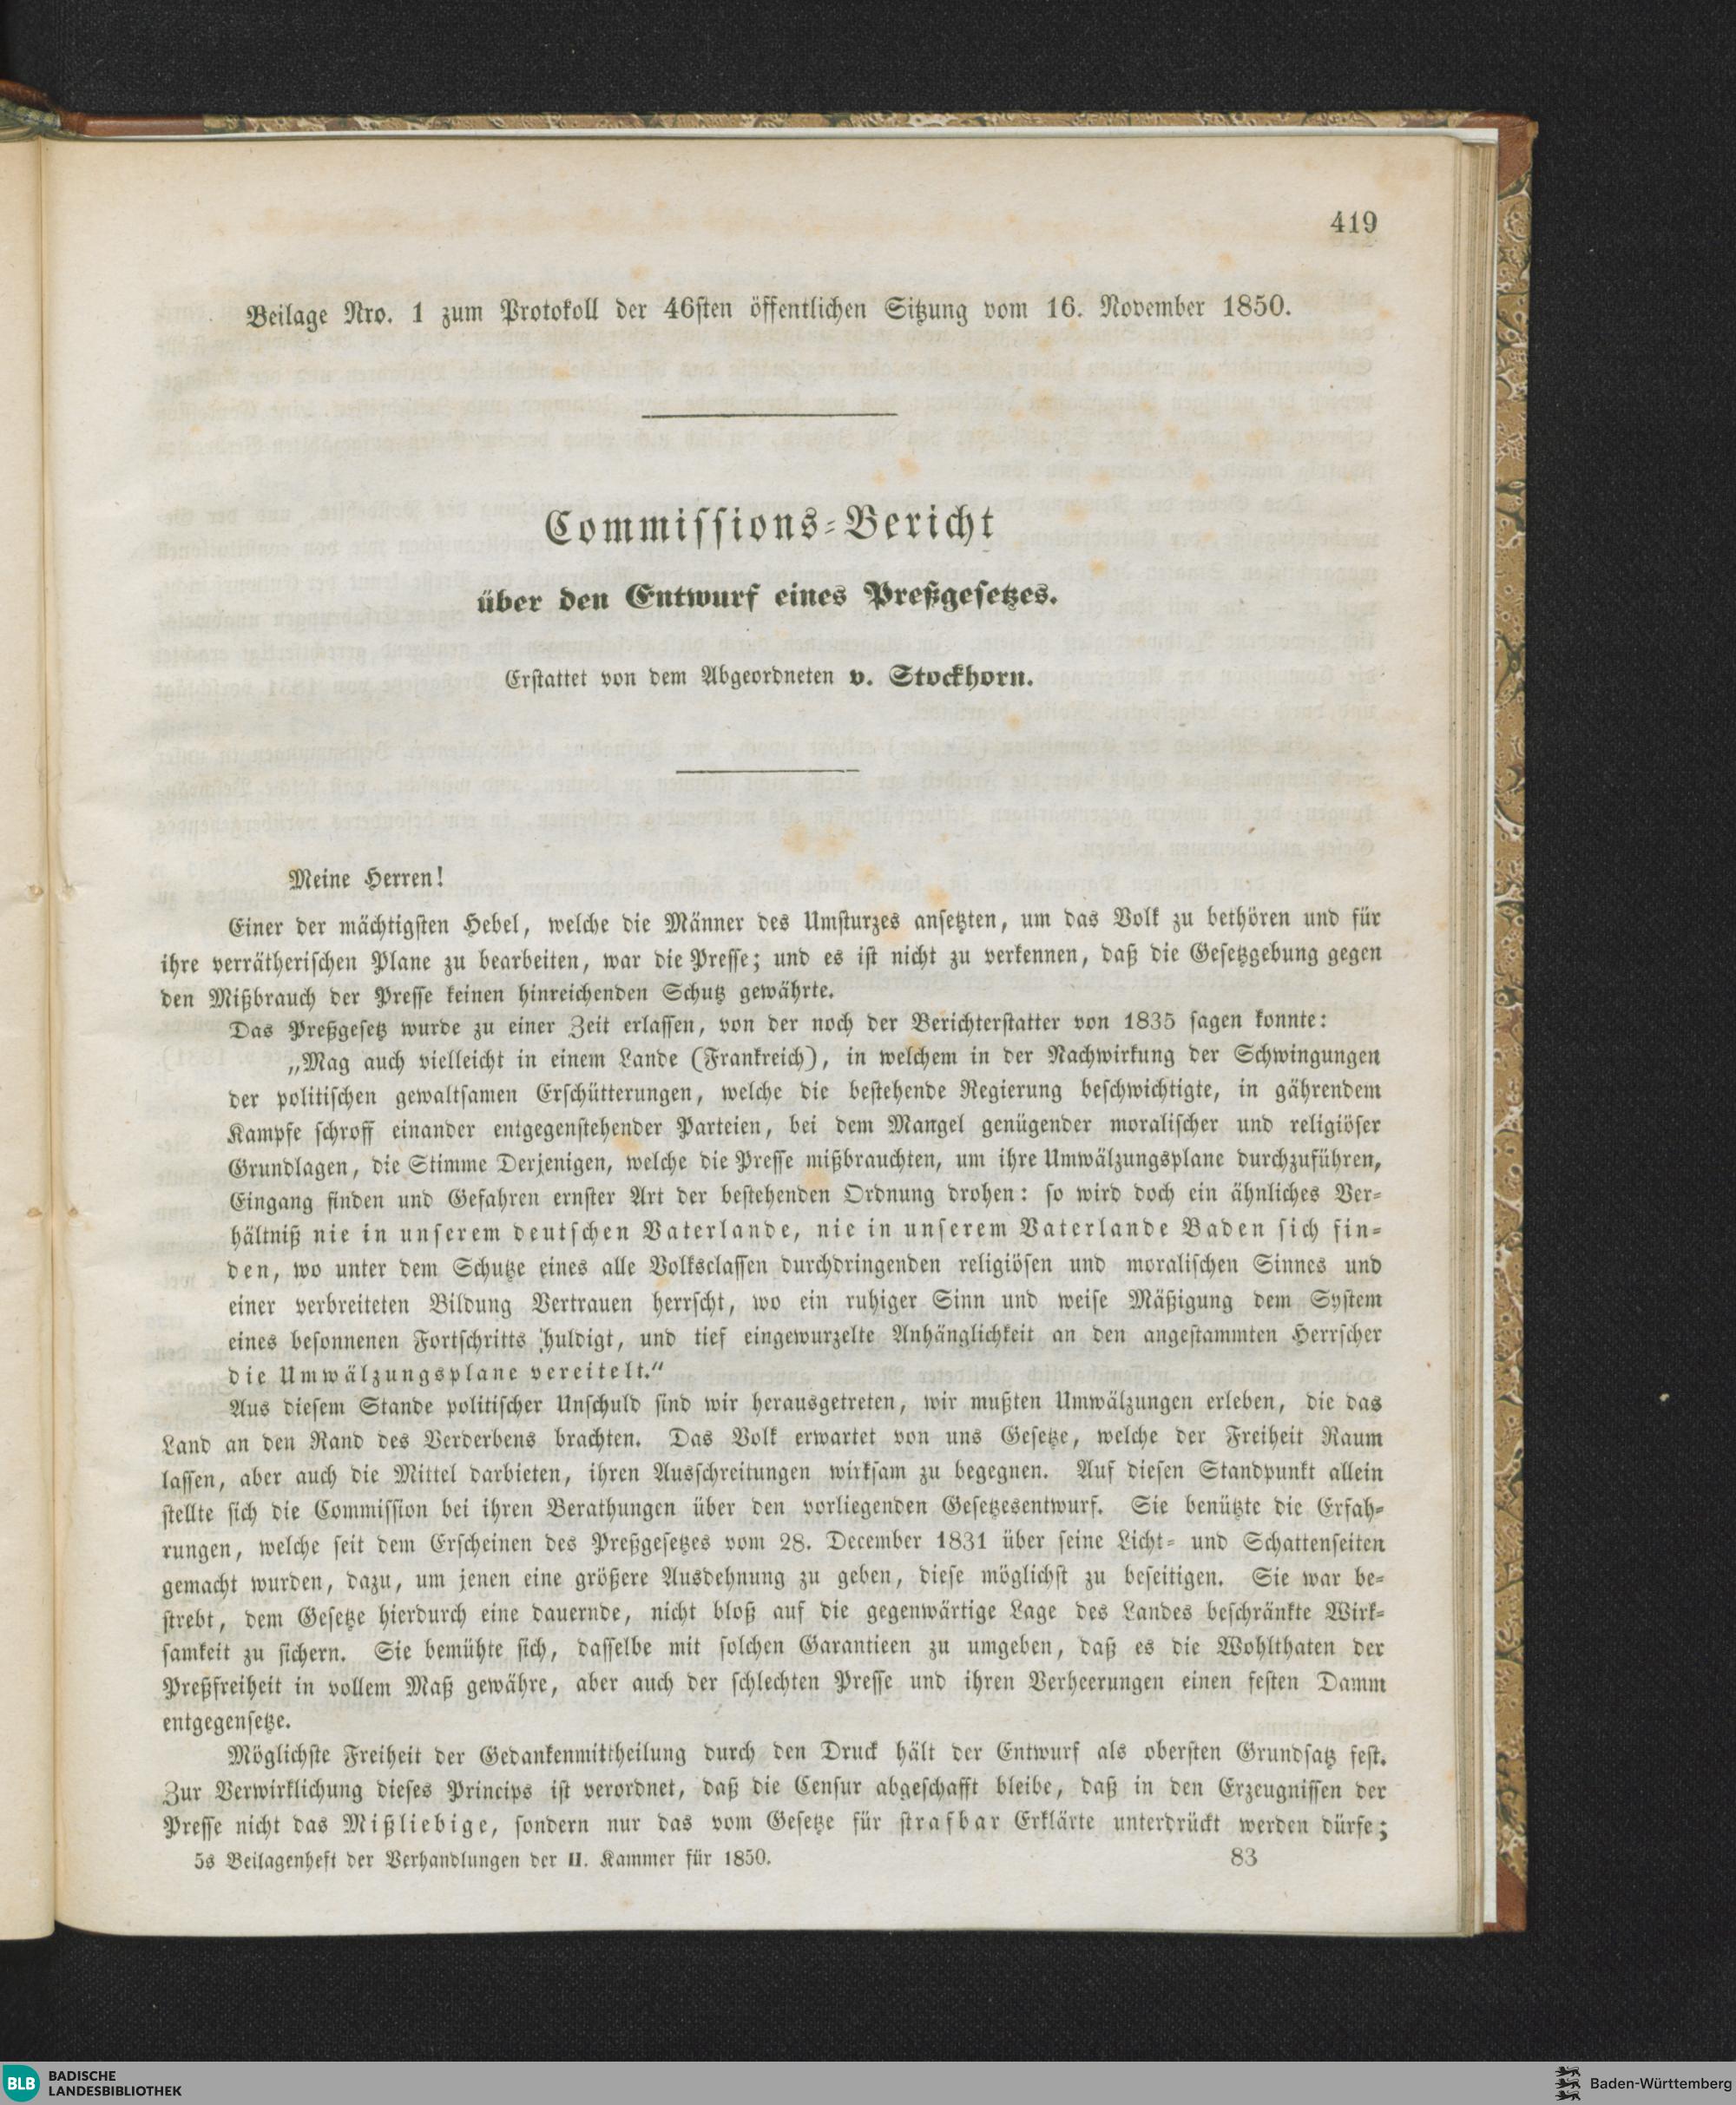 419
Beilage Nro. 1 zum Protokoll der 46sten öffentlichen Sitzung vom 16. November 1850.
Commissions-Bericht
über den Entwurf eines Preßgesetzes.
Erstattet von dem Abgeordneten v. Stockhorn.
Meine Herren!
Einer der mächtigsten Hebel, welche die Männer des Umsturzes ansetzten, um das Volk zu bethören und für
ihre verrätherischen Plane zu bearbeiten, war die Presse; und es ist nicht zu verkennen, daß die Gesetzgebung gegen
den Mißbrauch der Presse keinen hinreichenden Schutz gewährte.
Das Preßgesetz wurde zu einer Zeit erlassen, von der noch der Berichterstatter von 1835 sagen konnte:
„Mag auch vielleicht in einem Lande (Frankreich), in welchem in der Nachwirkung der Schwingungen
der politischen gewaltsamen Erschütterungen, welche die bestehende Regierung beschwichtigte, in gährendem
Kampfe schroff einander entgegenstehender Parteien, bei dem Mangel genügender moralischer und religiöser
Grundlagen, die Stimme Derjenigen, welche die Presse mißbrauchten, um ihre Umwälzungsplane durchzuführen,
Eingang finden und Gefahren ernster Art der bestehenden Ordnung drohen: so wird doch ein ähnliches Ver-
hältniß nie in unserem deutschen Vaterlande, nie in unserem Vaterlande Baden sich fin-
den, wo unter dem Schutze eines alle Volksclassen durchdringenden religiösen und moralischen Sinnes und
einer verbreiteten Bildung Vertrauen herrscht, wo ein ruhiger Sinn und weise Mäßigung dem System
eines besonnenen Fortschritts huldigt, und tief eingewurzelte Anhänglichkeit an den angestammten Herrscher
die Umwälzungsplane vereitelt.“
Aus diesem Stande politischer Unschuld sind wir herausgetreten, wir mußten Umwälzungen erleben, die das
Land an den Rand des Verderbens brachten. Das Volk erwartet von uns Gesetze, welche der Freiheit Raum
lassen, aber auch die Mittel darbieten, ihren Ausschreitungen wirksam zu begegnen. Auf diesen Standpunkt allein
stellte sich die Commission bei ihren Berathungen über den vorliegenden Gesetzesentwurf. Sie benützte die Erfah-
rungen, welche seit dem Erscheinen des Preßgesetzes vom 28. December 1831 über seine Licht- und Schattenseiten
gemacht wurden, dazu, um jenen eine größere Ausdehnung zu geben, diese möglichst zu beseitigen. Sie war be-
strebt, dem Gesetze hierdurch eine dauernde, nicht bloß auf die gegenwärtige Lage des Landes beschränkte Wirk-
samkeit zu sichern. Sie bemühte sich, dasselbe mit solchen Garantieen zu umgeben, daß es die Wohlthaten der
Preßfreiheit in vollem Maß gewähre, aber auch der schlechten Presse und ihren Verheerungen einen festen Damm
entgegensetze.
Möglichste Freiheit der Gedankenmittheilung durch den Druck hält der Entwurf als obersten Grundsatz fest.
Zur Verwirklichung dieses Princips ist verordnet, daß die Censur abgeschafft bleibe, daß in den Erzeugnissen der
Presse nicht das Mißliebige, sondern nur das vom Gesetze für strafbar Erklärte unterdrückt werden dürfe;
5s Beilagenheft der Verhandlungen der II. Kammer für 1850. 83
BLB BADISCHE
LANDESBIBLIOTHEK
Baden-Württemberg